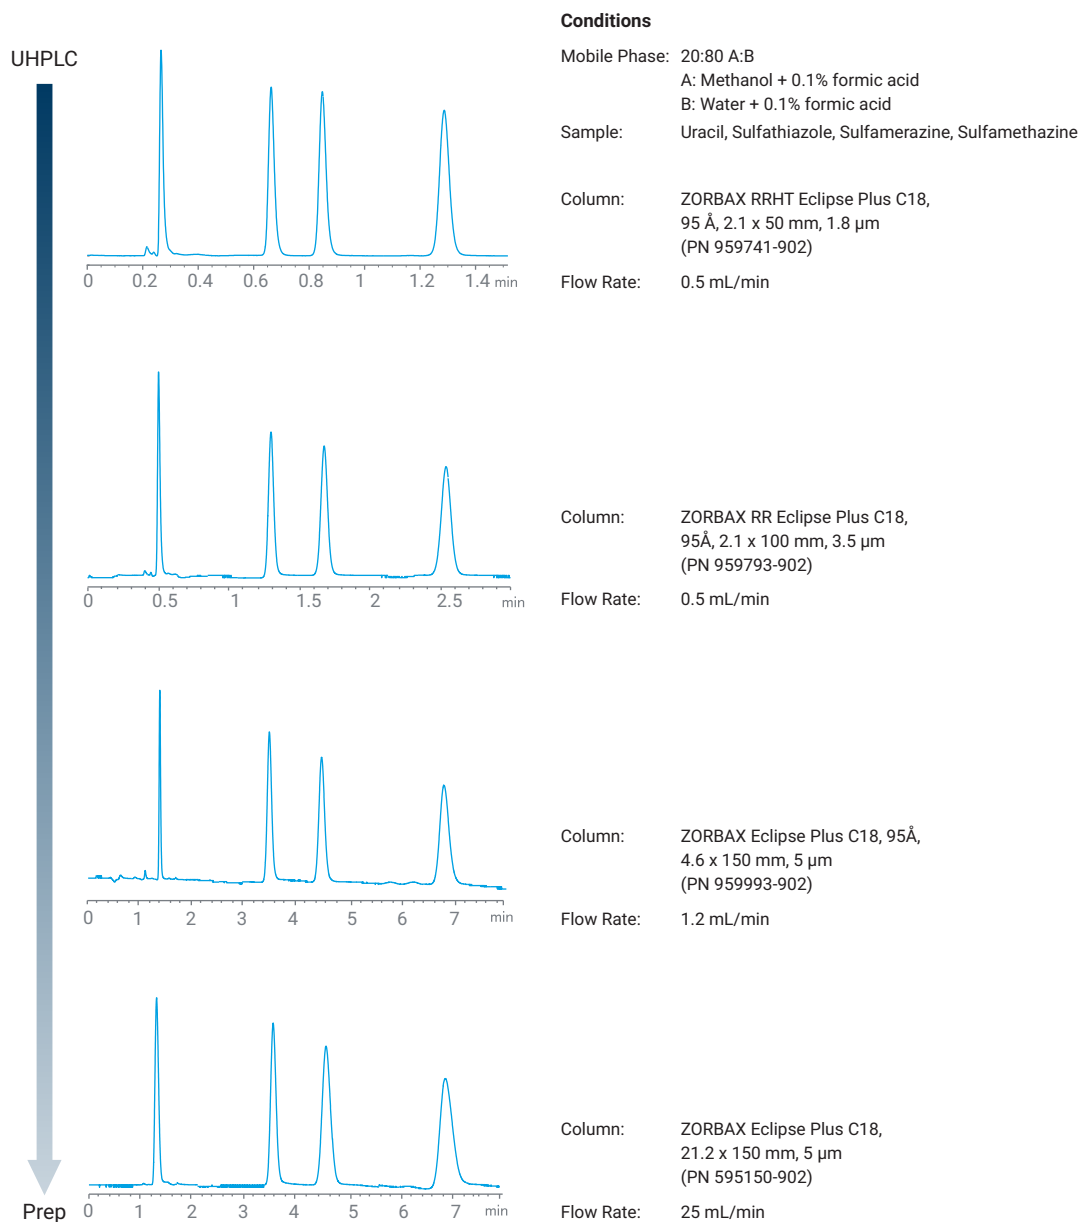 UHPLC
0 0.2 0.4 0.6 0.8 1 1.2 1.4 min
0 0.5 1 1.5 2 2.5 min
0 1 2 3 4 5 6 7 min
0 1 2 3 4 5 6 7 min
Prep
Conditions
Mobile Phase: 20:80 A:B
A: Methanol + 0.1% formic acid
B: Water + 0.1% formic acid
Sample: Uracil, Sulfathiazole, Sulfamerazine, Sulfamethazine
Column: ZORBAX RRHT Eclipse Plus C18,
95 Å, 2.1 x 50 mm, 1.8 µm
(PN 959741-902)
Flow Rate: 0.5 mL/min
Column: ZORBAX RR Eclipse Plus C18,
95Å, 2.1 x 100 mm, 3.5 µm
(PN 959793-902)
Flow Rate: 0.5 mL/min
Column: ZORBAX Eclipse Plus C18, 95Å,
4.6 x 150 mm, 5 µm
(PN 959993-902)
Flow Rate: 1.2 mL/min
Column: ZORBAX Eclipse Plus C18,
21.2 x 150 mm, 5 µm
(PN 595150-902)
Flow Rate: 25 mL/min